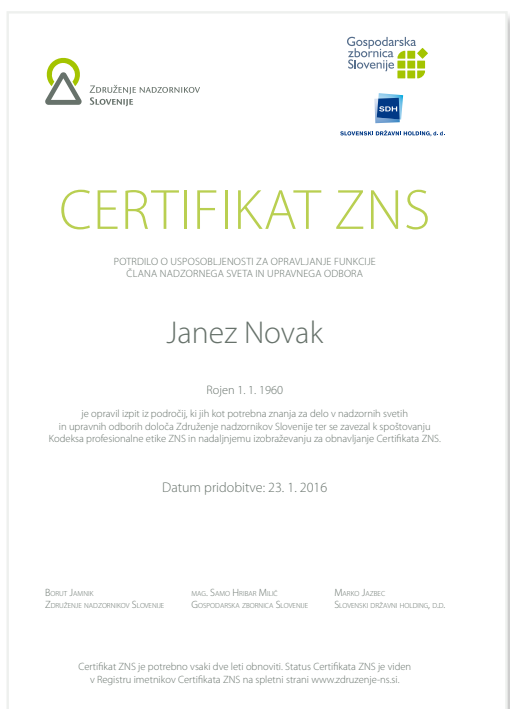 Združenje nadzornikov
Slovenije
Gospodarska
zbornica
Slovenije
SDH
SLOVENSKI DRŽAVNI HOLDING, d. d.
CERTIFIKAT ZNS
POTRDILO O USPOSOBLJENOSTI ZA OPRAVLJANJE FUNKCIJE
ČLANA NADZORNEGA SVETA IN UPRAVNEGA ODBORA
Janez Novak
Rojen 1. 1. 1960
je opravil izpit iz področij, ki jih kot potrebna znanja za delo v nadzornih svetih
in upravnih odborih določa Združenje nadzornikov Slovenije ter se zavezal k spoštovanju
Kodeksa profesionalne etike ZNS in nadaljnjemu izobraževanju za obnavljanje Certifikata ZNS.
Datum pridobitve: 23. 1. 2016
Borut Jamnik
Združenje nadzornikov Slovenije
mag. Samo Hribar Milič
Gospodarska zbornica Slovenije
Marko Jazbec
Slovenski državni holding, d.d.
Certifikat ZNS je potrebno vsaki dve leti obnoviti. Status Certifikata ZNS je viden
v Registru imetnikov Certifikata ZNS na spletni strani www.zdruzenje-ns.si.